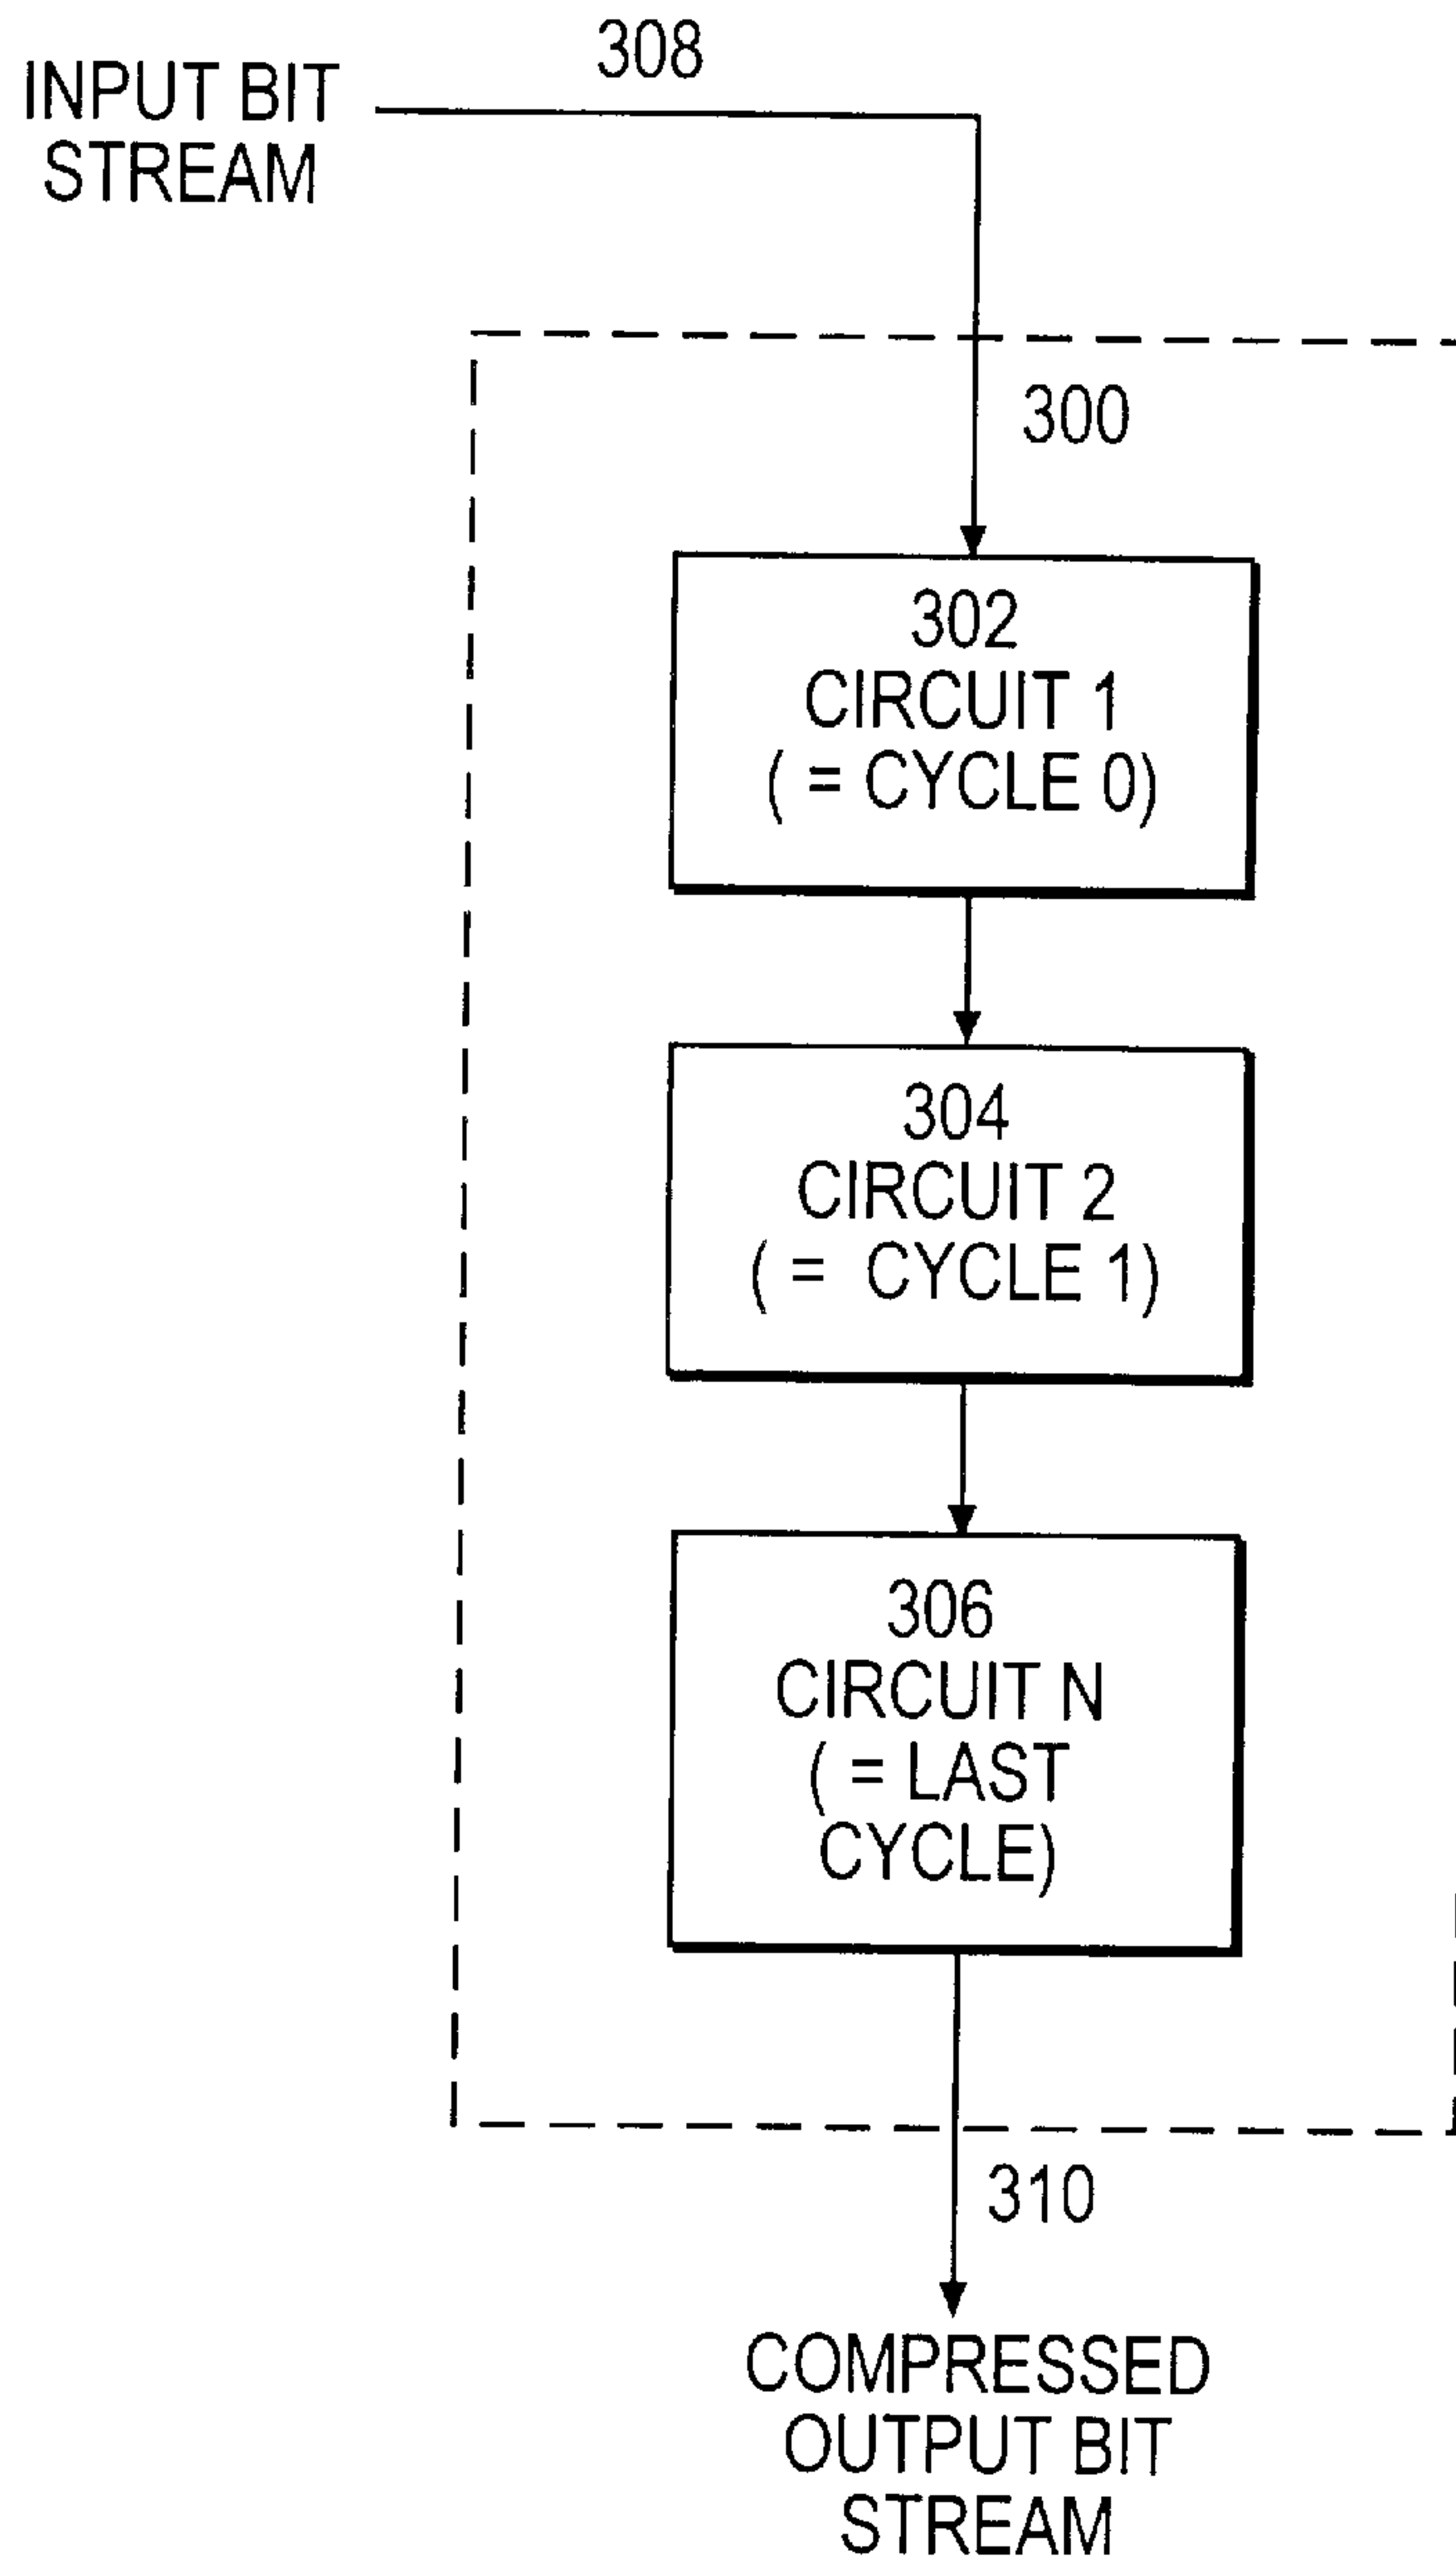 308
INPUT BIT
STREAM
300
302
CIRCUIT 1
( = CYCLE 0)
304
CIRCUIT 2
( = CYCLE 1)
306
CIRCUIT N
( = LAST
CYCLE)
310
COMPRESSED
OUTPUT BIT
STREAM